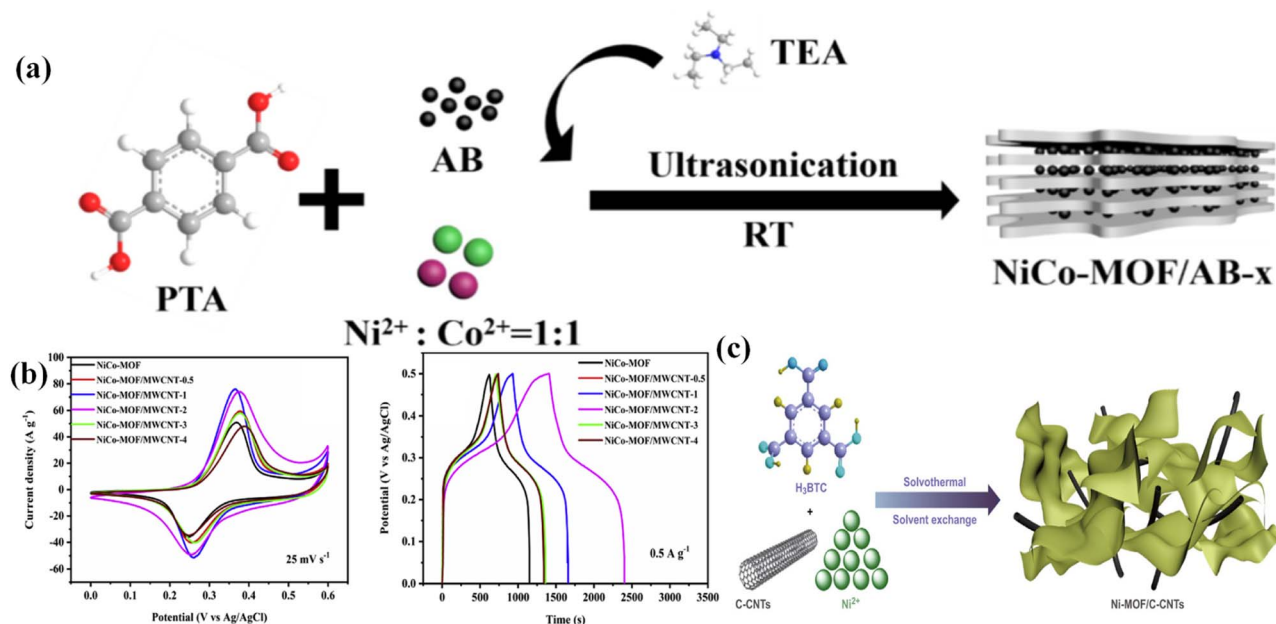 (a)
TEA
AB
Ultrasonication
RT
PTA
NiCo-MOF/AB-x
Ni²⁺ : Co²⁺=1:1
(b)
Current density (A g⁻¹)
100
80
60
40
20
0
-20
-40
-60
NiCo-MOF
NiCo-MOF/MWCNT-0.5
NiCo-MOF/MWCNT-1
NiCo-MOF/MWCNT-2
NiCo-MOF/MWCNT-3
NiCo-MOF/MWCNT-4
25 mV s⁻¹
0.0 0.1 0.2 0.3 0.4 0.5 0.6
Potential (V vs Ag/AgCl)
Potential (V vs Ag/AgCl)
0.5
0.4
0.3
0.2
0.1
0.0
NiCo-MOF
NiCo-MOF/MWCNT-0.5
NiCo-MOF/MWCNT-1
NiCo-MOF/MWCNT-2
NiCo-MOF/MWCNT-3
NiCo-MOF/MWCNT-4
0.5 A g⁻¹
0 500 1000 1500 2000 2500 3000 3500
Time (s)
(c)
H₃BTC
+
C-CNTs
Ni²⁺
Solvothermal
Solvent exchange
Ni-MOF/C-CNTs